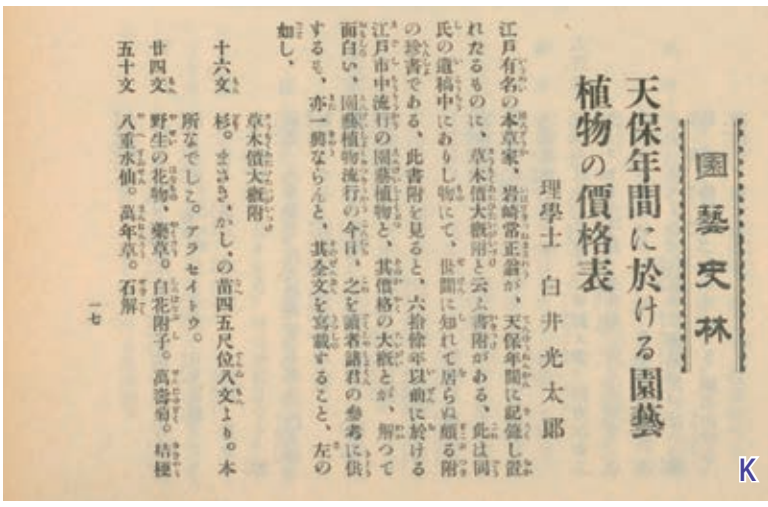 園藝史林
天保年間に於ける園藝
植物の價格表
理學士 白井光太郎
江戸有名の本草家、岩崎常正翁が、天保年間に記憶し置
れたるものに、草木價大概附と云ふ書附がある、此は同
氏の遺稿中にありし物にて、世間に知れて居らぬ頗る附
の珍書である、此書附を見ると、六拾餘年以前に於ける
江戸市中流行の園藝植物と、其價格の大概とが、解つて
面白い、園藝植物流行の今日、之を讀者諸君の參考に供
するも、亦一興ならんと、其全文を寫載すること、左の
如し、
草木價大概附。
十六文 杉。まさき、かし、の苗四五尺位八文より。本
所なでしこ。アラセイトウ。
廿四文 野生の花物、藥草。白花附子。萬壽菊。桔梗
五十文 八重水仙。萬年草。石解
一七
K